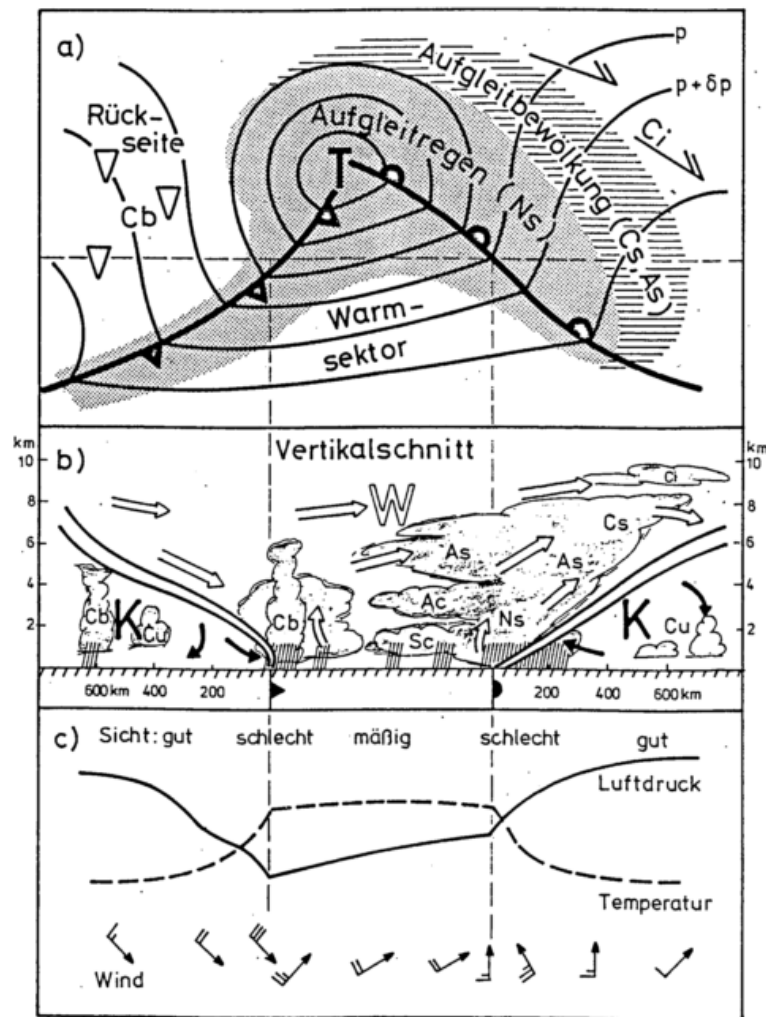 a)
p
Aufgleitbewölkung (Cs, As)
p+δp
Rück-
seite
Aufgleitregen (Ns)
Ci
T
Cb
Warm-
sektor
km
b)
Vertikalschnitt
km
10
10
8
W
Ci
8
Cs
6
As
As
6
4
Ac
4
Cb
K
Cu
Cb
Ns
K
Cu
2
Sc
2
600 km 400 200 200 400 600 km
c) Sicht: gut schlecht mäßig schlecht gut
Luftdruck
Temperatur
Wind